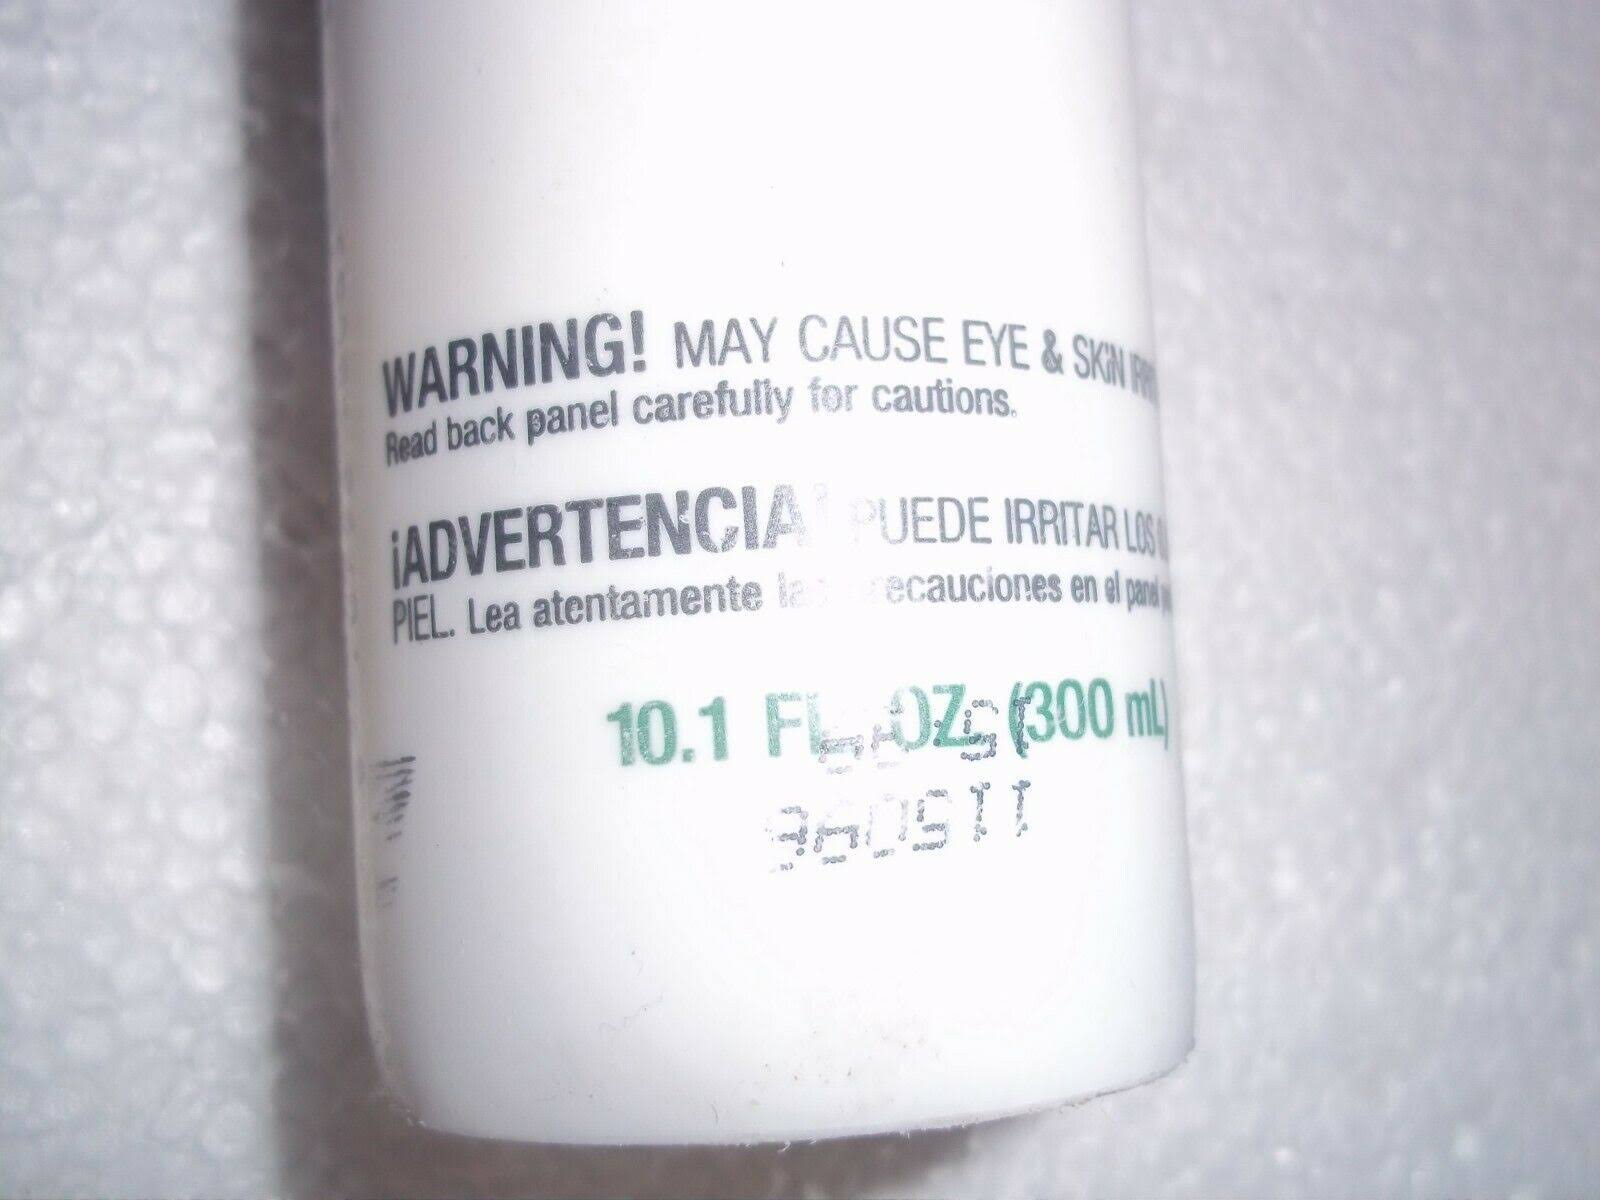 WARNING! MAY CAUSE EYE & SKIN
Read back panel carefully for cautions.
¡ADVERTENCIA! PUEDE IRRITAR LOS
PIEL. Lea atentamente las precauciones en el panel
10.1 FL. OZ. (300 mL)